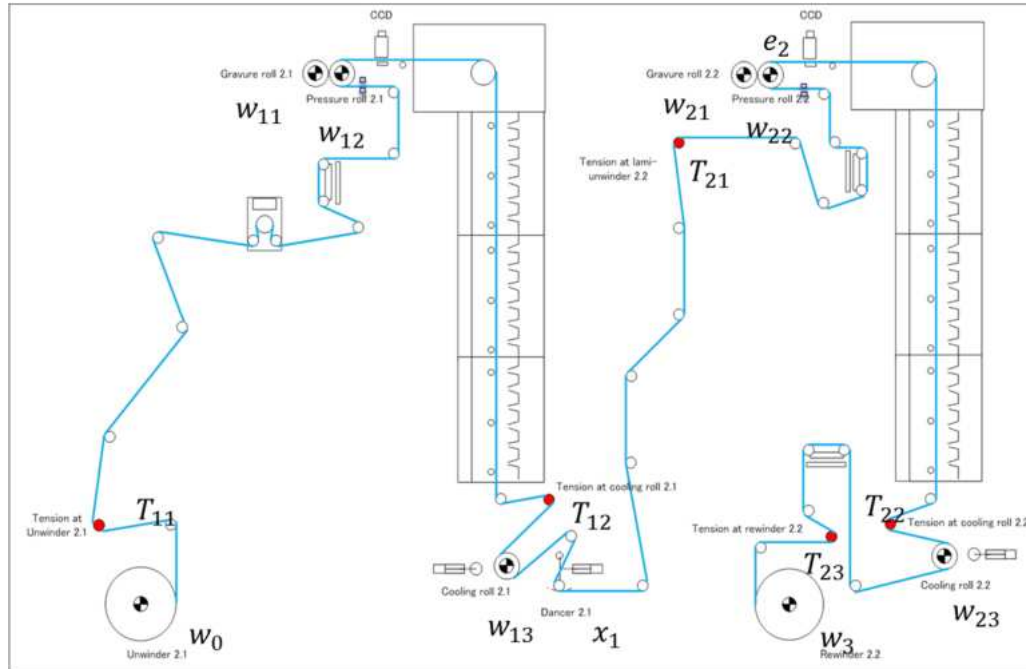 CCD
Gravure roll 2.1
Pressure roll 2.1
w11
w12
T11
Tension at
Unwinder 2.1
w0
Unwinder 2.1
Tension at cooling roll 2.1
T12
Cooling roll 2.1
w13
Dancer 2.1
x1
CCD
e2
Gravure roll 2.2
Pressure roll 2.2
w21
w22
Tension at lami-
unwinder 2.2
T21
T22
Tension at cooling roll 2.2
Tension at rewinder 2.2
T23
Cooling roll 2.2
w23
w3
Rewinder 2.2